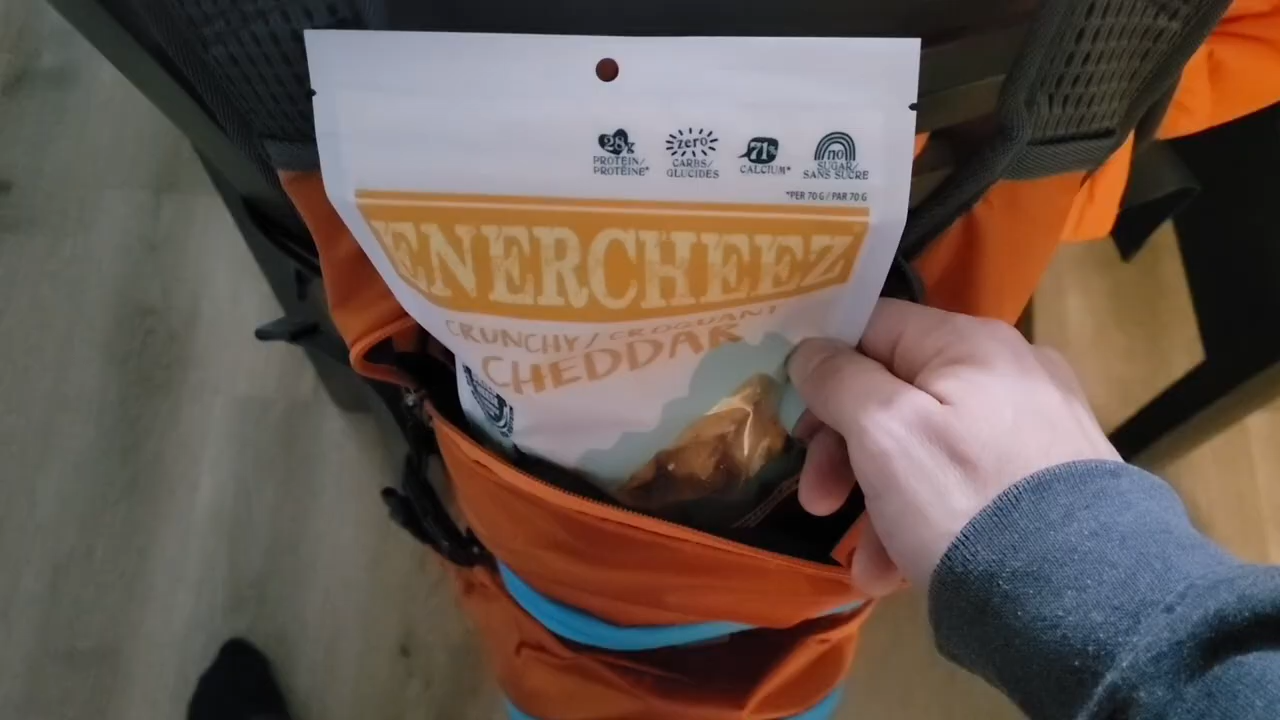 28g
PROTEIN/
PROTÉINE*
zero
CARBS/
GLUCIDES
71%
CALCIUM*
no
SUGAR/
SANS SUCRE
*PER 70 G / PAR 70 G
ENERCHEEZ
CRUNCHY/CROQUANT
CHEDDAR